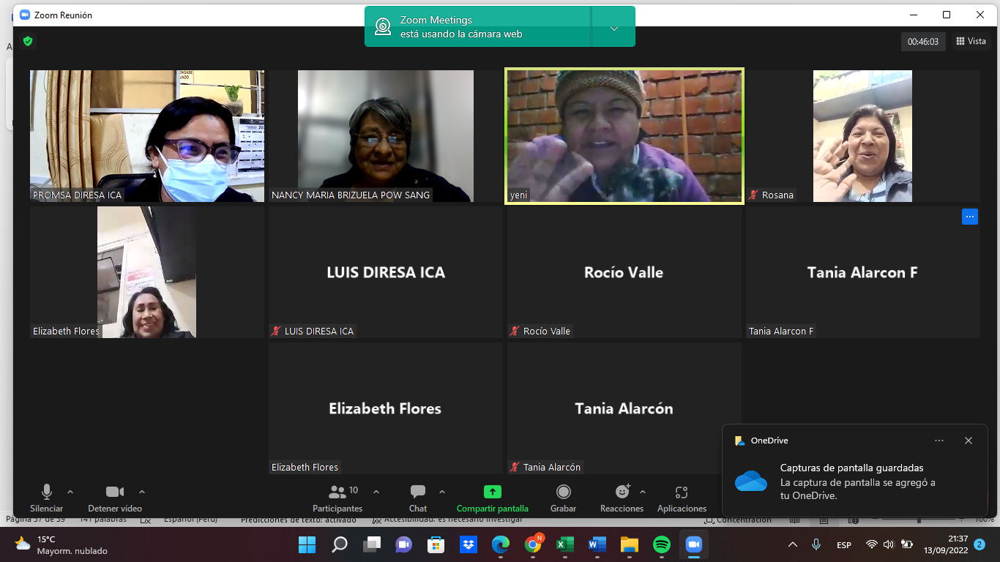 Zoom Reunión
Zoom Meetings
está usando la cámara web
00:46:03
Vista
PROMSA DIRESA ICA
NANCY MARIA BRIZUELA POW SANG
yeni
Rosana
Elizabeth Flores
LUIS DIRESA ICA
LUIS DIRESA ICA
Rocío Valle
Rocío Valle
Tania Alarcon F
Tania Alarcon F
Elizabeth Flores
Elizabeth Flores
Tania Alarcón
Tania Alarcón
OneDrive
Capturas de pantalla guardadas
La captura de pantalla se agregó a
tu OneDrive.
Silenciar
Detener vídeo
10
Participantes
Chat
Compartir pantalla
Grabar
Reacciones
Aplicaciones
Página 37 de 39 141 palabras Español (Perú) Predicciones de texto: activado Accesibilidad: es necesario investigar Concentración 100%
15°C
Mayorm. nublado
N
ESP
21:37
13/09/2022
2